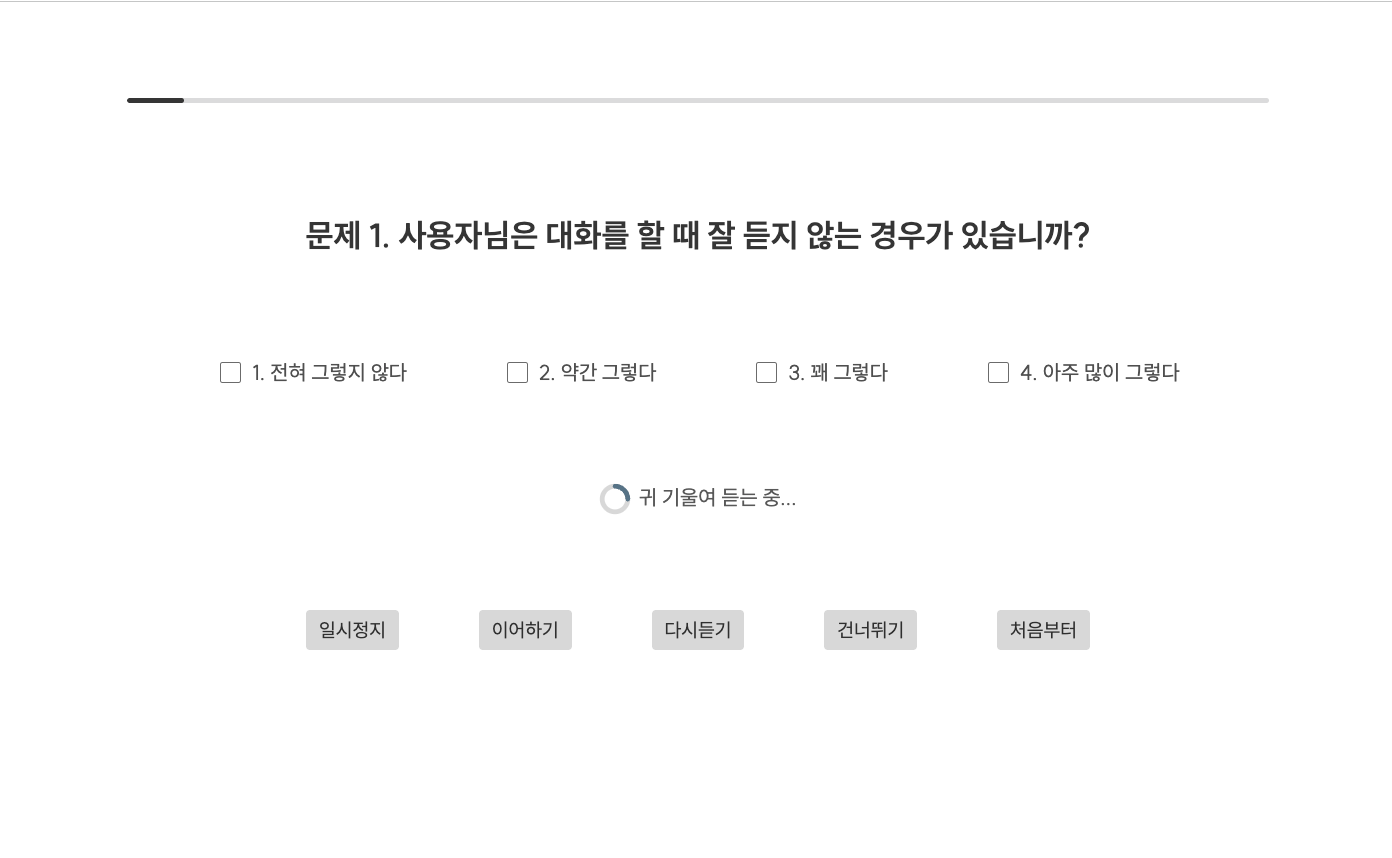 문제 1. 사용자님은 대화를 할 때 잘 듣지 않는 경우가 있습니까?
1. 전혀 그렇지 않다
2. 약간 그렇다
3. 꽤 그렇다
4. 아주 많이 그렇다
귀 기울여 듣는 중...
일시정지
이어하기
다시듣기
건너뛰기
처음부터